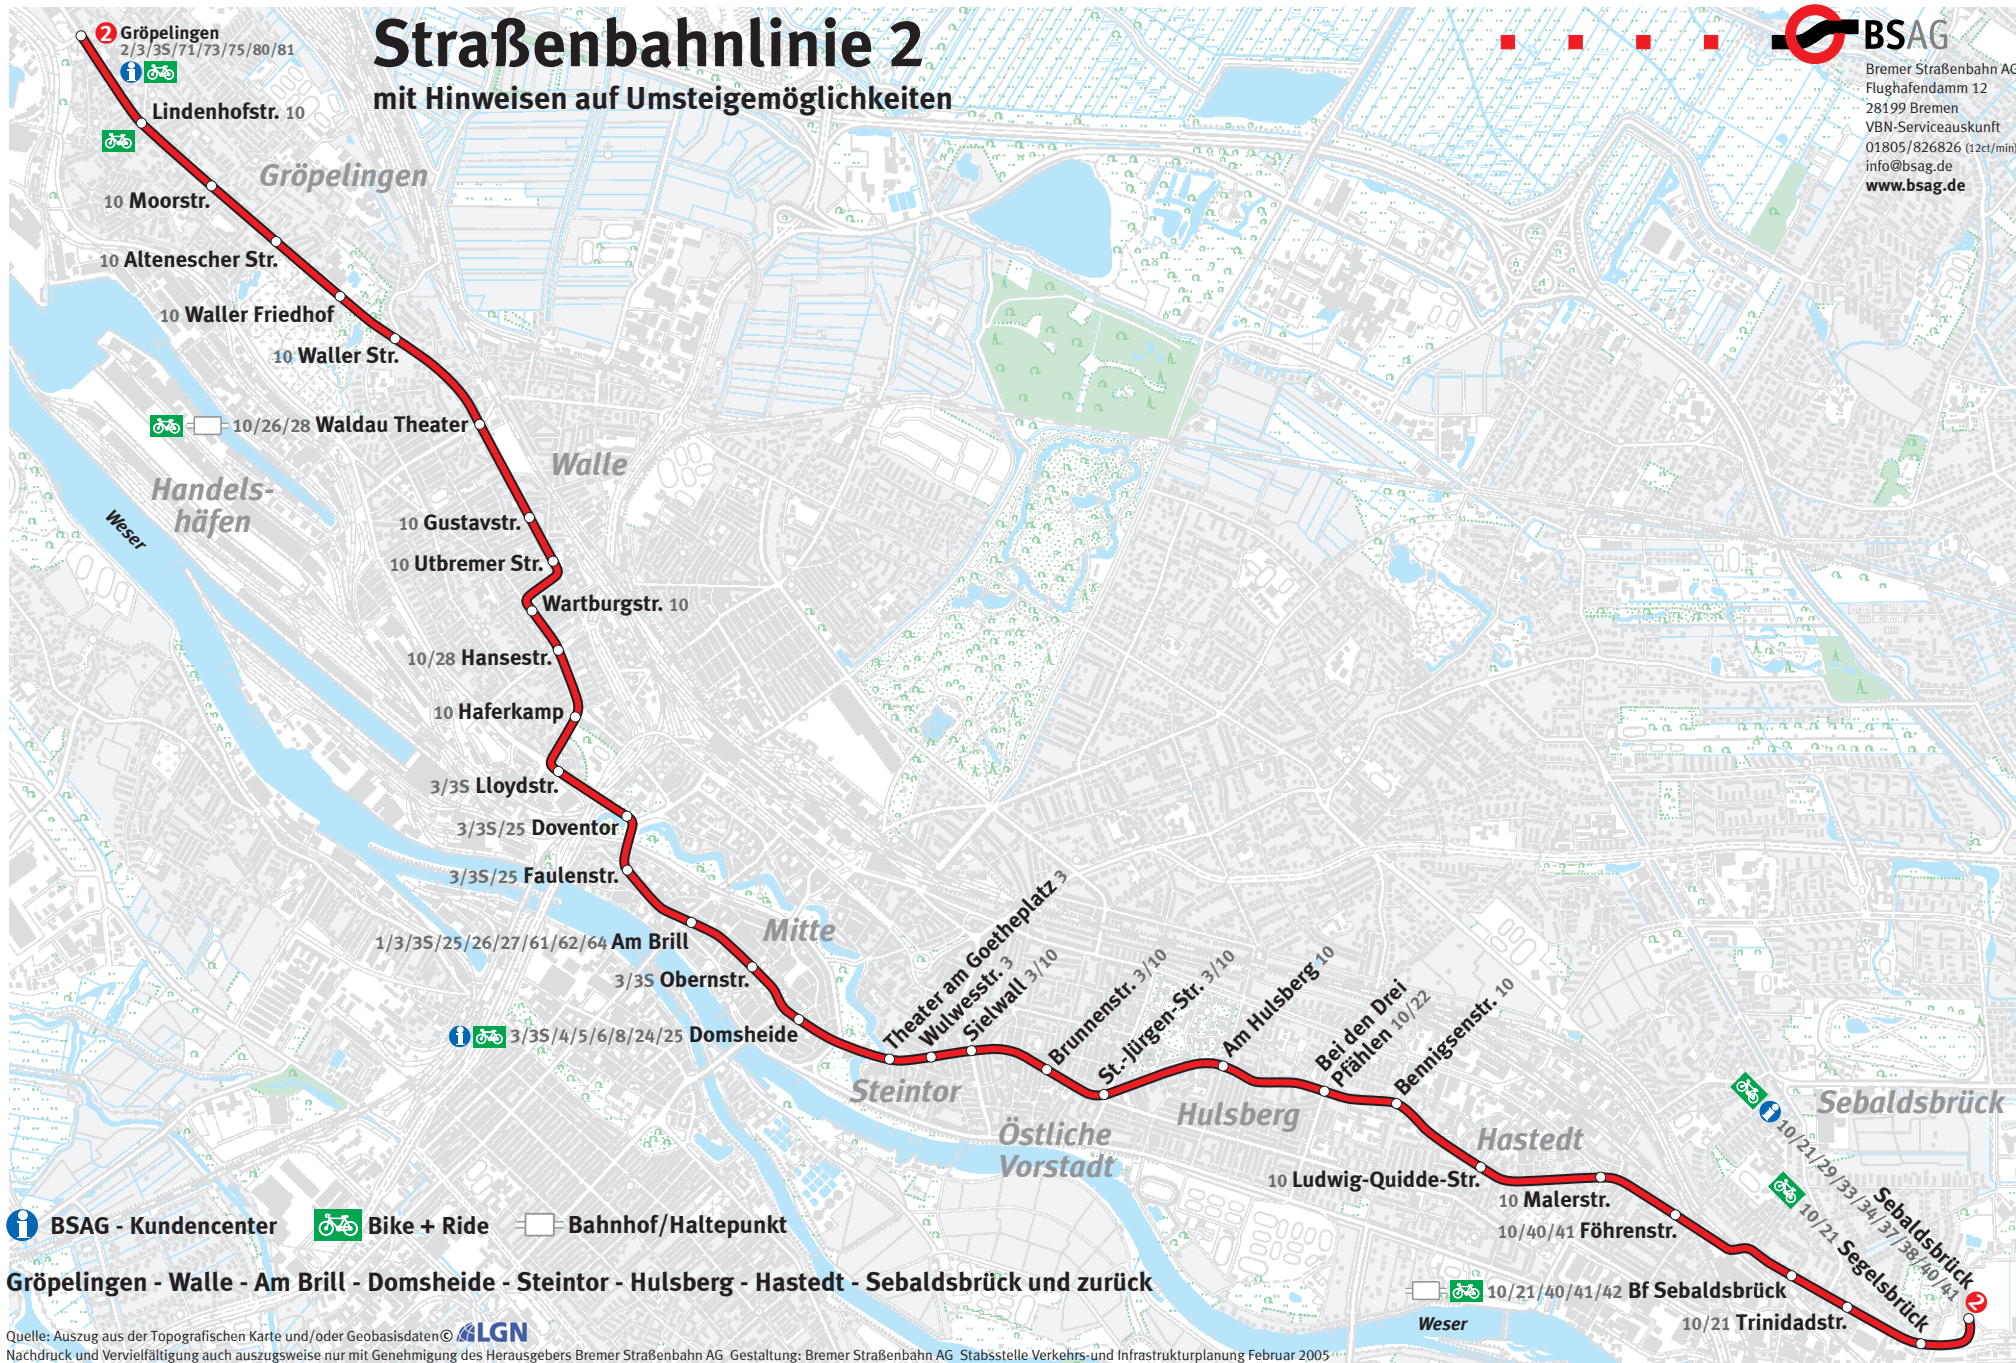 2 Gröpelingen
2/3/3S/71/73/75/80/81
Straßenbahnlinie 2
mit Hinweisen auf Umsteigemöglichkeiten
BSAG
Bremer Straßenbahn AG
Flughafendamm 12
28199 Bremen
VBN-Serviceauskunft
01805/826826 (12ct/min)
info@bsag.de
www.bsag.de
Lindenhofstr. 10
Gröpelingen
10 Moorstr.
10 Altenescher Str.
10 Waller Friedhof
10 Waller Str.
10/26/28 Waldau Theater
Walle
Handels-
häfen
Weser
10 Gustavstr.
10 Utbremer Str.
Wartburgstr. 10
10/28 Hansestr.
10 Haferkamp
3/3S Lloydstr.
3/3S/25 Doventor
3/3S/25 Faulenstr.
Mitte
1/3/3S/25/26/27/61/62/64 Am Brill
3/3S Obernstr.
3/3S/4/5/6/8/24/25 Domsheide
Theater am Goetheplatz 3
Wulwesstr. 3
Sielwall 3/10
Brunnenstr. 3/10
St.-Jürgen-Str. 3/10
Am Hulsberg 10
Bei den Drei
Pfählen 10/22
Bennigsenstr. 10
Steintor
Östliche
Vorstadt
Hulsberg
Hastedt
Sebaldsbrück
10 Ludwig-Quidde-Str.
10 Malerstr.
10/40/41 Föhrenstr.
10/21/40/41/42 Bf Sebaldsbrück
10/21 Trinidadstr.
10/21 Segelsbrück
Sebaldsbrück
10/21/29/33/34/37/38/40/41
2
Weser
BSAG - Kundencenter
Bike + Ride
Bahnhof/Haltepunkt
Gröpelingen - Walle - Am Brill - Domsheide - Steintor - Hulsberg - Hastedt - Sebaldsbrück und zurück
Quelle: Auszug aus der Topografischen Karte und/oder Geobasisdaten© LGN
Nachdruck und Vervielfältigung auch auszugsweise nur mit Genehmigung des Herausgebers Bremer Straßenbahn AG Gestaltung: Bremer Straßenbahn AG Stabsstelle Verkehrs-und Infrastrukturplanung Februar 2005